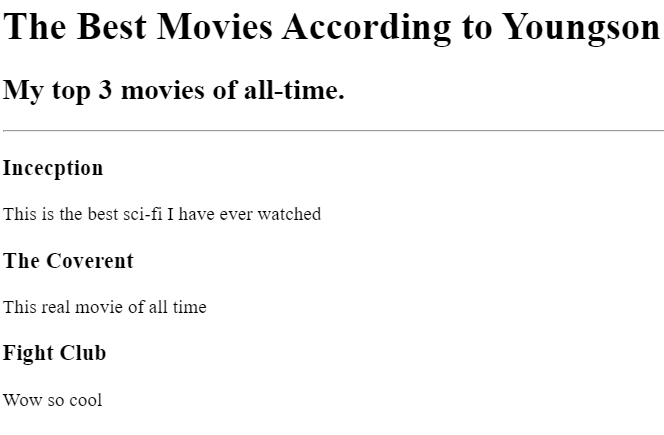 The Best Movies According to Youngson
My top 3 movies of all-time.
Incecption
This is the best sci-fi I have ever watched
The Coverent
This real movie of all time
Fight Club
Wow so cool